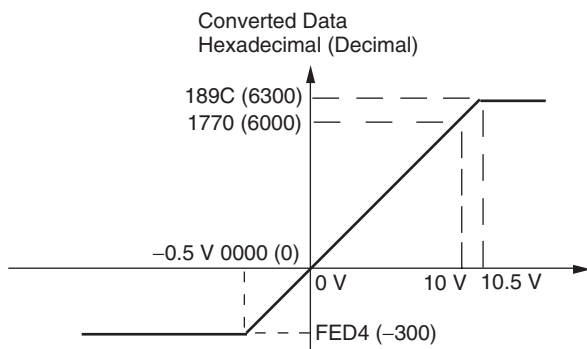 Converted Data
Hexadecimal (Decimal)
189C (6300)
1770 (6000)
−0.5 V 0000 (0)
0 V
10 V
10.5 V
FED4 (−300)